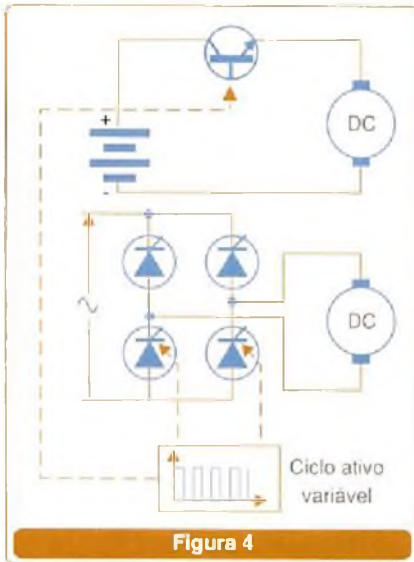 +
DC
-
~
DC
Ciclo ativo
variável
Figura 4